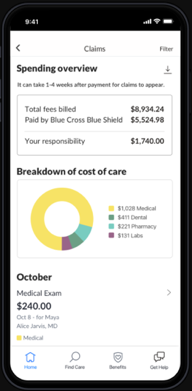 9:41
Claims
Filter
Spending overview
It can take 1-4 weeks after payment for claims to appear.
Total fees billed $8,934.24
Paid by Blue Cross Blue Shield $5,524.98
Your responsibility $1,740.00
Breakdown of cost of care
$1,028 Medical
$411 Dental
$221 Pharmacy
$131 Labs
October
Medical Exam
$240.00
Oct 8 - for Maya
Alice Jarvis, MD
Medical
Home
Find Care
Benefits
Get Help